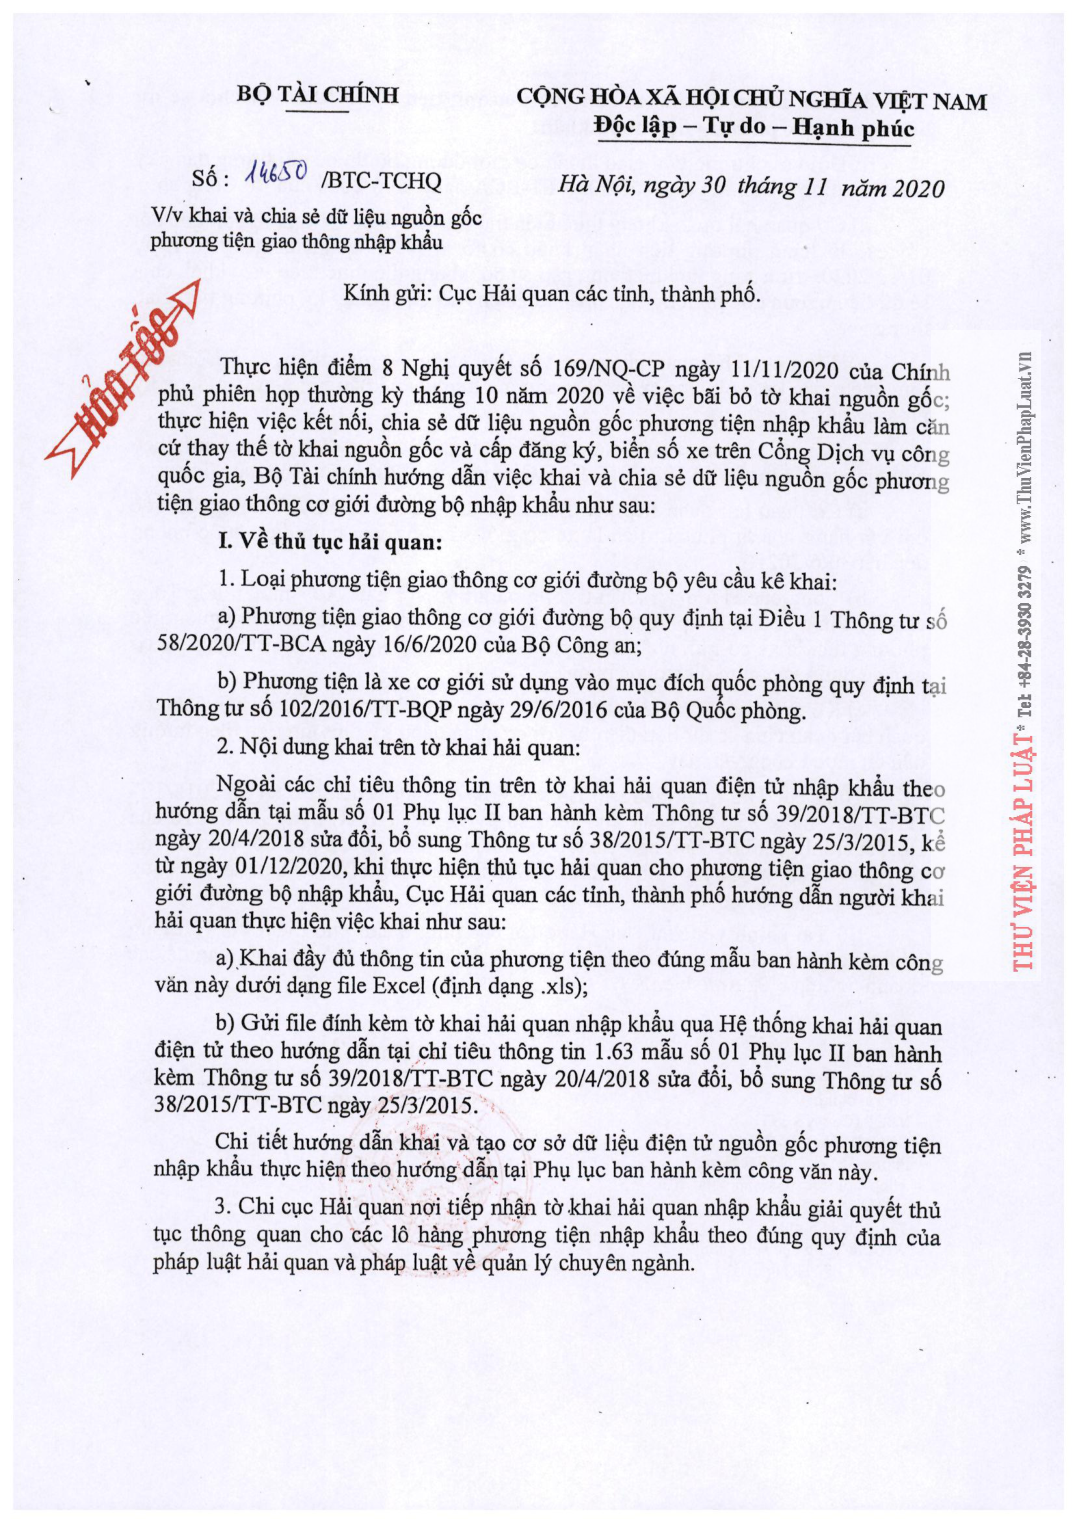 BỘ TÀI CHÍNH
CỘNG HÒA XÃ HỘI CHỦ NGHĨA VIỆT NAM
Độc lập – Tự do – Hạnh phúc
Số : 14650 /BTC-TCHQ
Hà Nội, ngày 30 tháng 11 năm 2020
V/v khai và chia sẻ dữ liệu nguồn gốc
phương tiện giao thông nhập khẩu
HỎA TỐC
Kính gửi: Cục Hải quan các tỉnh, thành phố.
Thực hiện điểm 8 Nghị quyết số 169/NQ-CP ngày 11/11/2020 của Chính
phủ phiên họp thường kỳ tháng 10 năm 2020 về việc bãi bỏ tờ khai nguồn gốc;
thực hiện việc kết nối, chia sẻ dữ liệu nguồn gốc phương tiện nhập khẩu làm căn
cứ thay thế tờ khai nguồn gốc và cấp đăng ký, biển số xe trên Cổng Dịch vụ công
quốc gia, Bộ Tài chính hướng dẫn việc khai và chia sẻ dữ liệu nguồn gốc phương
tiện giao thông cơ giới đường bộ nhập khẩu như sau:
I. Về thủ tục hải quan:
1. Loại phương tiện giao thông cơ giới đường bộ yêu cầu kê khai:
a) Phương tiện giao thông cơ giới đường bộ quy định tại Điều 1 Thông tư số
58/2020/TT-BCA ngày 16/6/2020 của Bộ Công an;
b) Phương tiện là xe cơ giới sử dụng vào mục đích quốc phòng quy định tại
Thông tư số 102/2016/TT-BQP ngày 29/6/2016 của Bộ Quốc phòng.
2. Nội dung khai trên tờ khai hải quan:
Ngoài các chỉ tiêu thông tin trên tờ khai hải quan điện tử nhập khẩu theo
hướng dẫn tại mẫu số 01 Phụ lục II ban hành kèm Thông tư số 39/2018/TT-BTC
ngày 20/4/2018 sửa đổi, bổ sung Thông tư số 38/2015/TT-BTC ngày 25/3/2015, kể
từ ngày 01/12/2020, khi thực hiện thủ tục hải quan cho phương tiện giao thông cơ
giới đường bộ nhập khẩu, Cục Hải quan các tỉnh, thành phố hướng dẫn người khai
hải quan thực hiện việc khai như sau:
a) Khai đầy đủ thông tin của phương tiện theo đúng mẫu ban hành kèm công
văn này dưới dạng file Excel (định dạng .xls);
b) Gửi file đính kèm tờ khai hải quan nhập khẩu qua Hệ thống khai hải quan
điện tử theo hướng dẫn tại chỉ tiêu thông tin 1.63 mẫu số 01 Phụ lục II ban hành
kèm Thông tư số 39/2018/TT-BTC ngày 20/4/2018 sửa đổi, bổ sung Thông tư số
38/2015/TT-BTC ngày 25/3/2015.
Chi tiết hướng dẫn khai và tạo cơ sở dữ liệu điện tử nguồn gốc phương tiện
nhập khẩu thực hiện theo hướng dẫn tại Phụ lục ban hành kèm công văn này.
3. Chi cục Hải quan nơi tiếp nhận tờ khai hải quan nhập khẩu giải quyết thủ
tục thông quan cho các lô hàng phương tiện nhập khẩu theo đúng quy định của
pháp luật hải quan và pháp luật về quản lý chuyên ngành.
THƯ VIỆN PHÁP LUẬT * Tel: +84-28-3930 3279 * www.ThuVienPhapLuat.vn